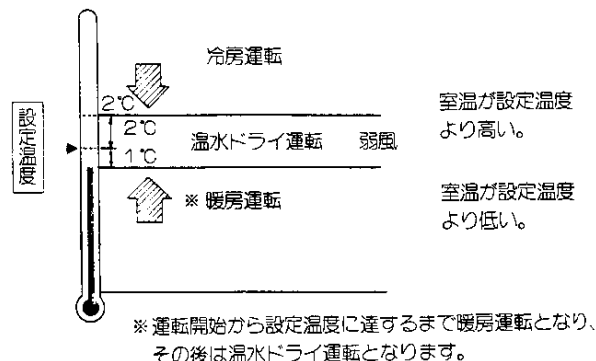 冷房運転
2℃
2℃
1℃
設定温度
温水ドライ運転 弱風
室温が設定温度
より高い。
※ 暖房運転
室温が設定温度
より低い。
※ 運転開始から設定温度に達するまで暖房運転となり、
その後は温水ドライ運転となります。